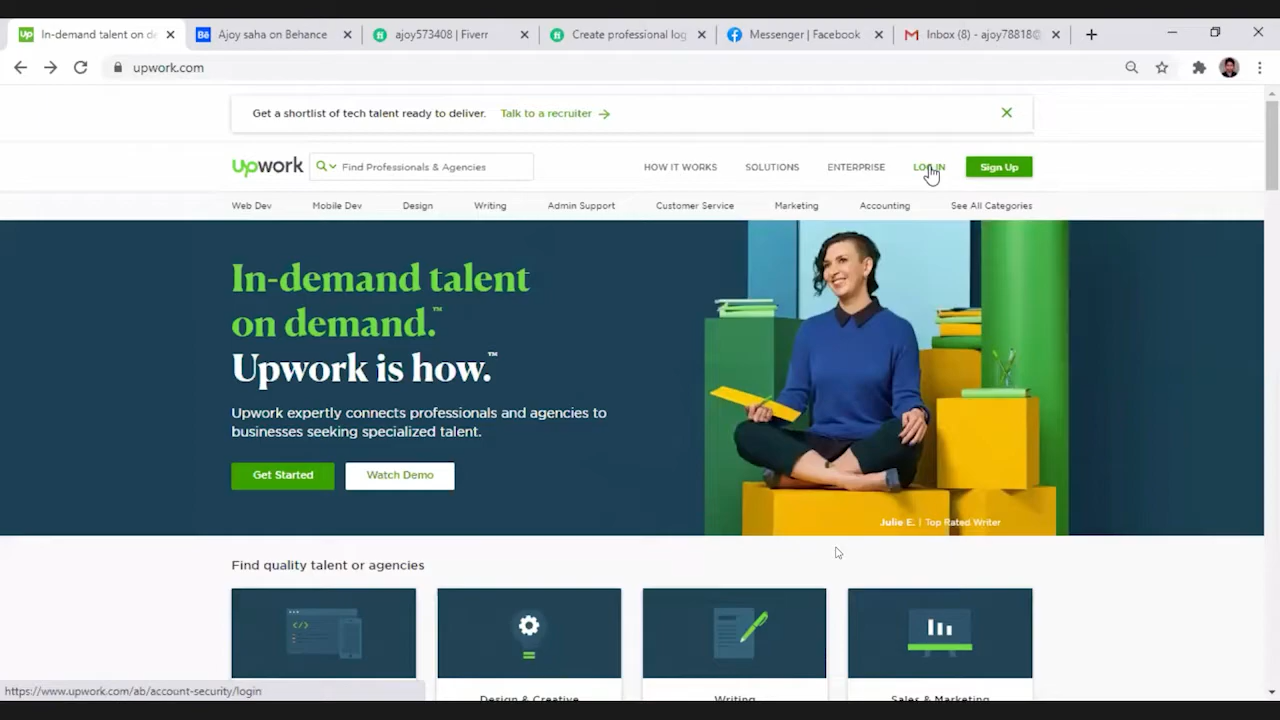 In-demand talent on de
Ajoy saha on Behance
ajoy573408 | Fiverr
Create professional log
Messenger | Facebook
Inbox (8) - ajoy78818@
upwork.com
Get a shortlist of tech talent ready to deliver. Talk to a recruiter →
upwork
Find Professionals & Agencies
HOW IT WORKS
SOLUTIONS
ENTERPRISE
LOG IN
Sign Up
Web Dev
Mobile Dev
Design
Writing
Admin Support
Customer Service
Marketing
Accounting
See All Categories
In-demand talent
on demand.™
Upwork is how.™
Upwork expertly connects professionals and agencies to
businesses seeking specialized talent.
Get Started
Watch Demo
Julie E. | Top Rated Writer
Find quality talent or agencies
Design & Creative
Writing
Sales & Marketing
https://www.upwork.com/ab/account-security/login